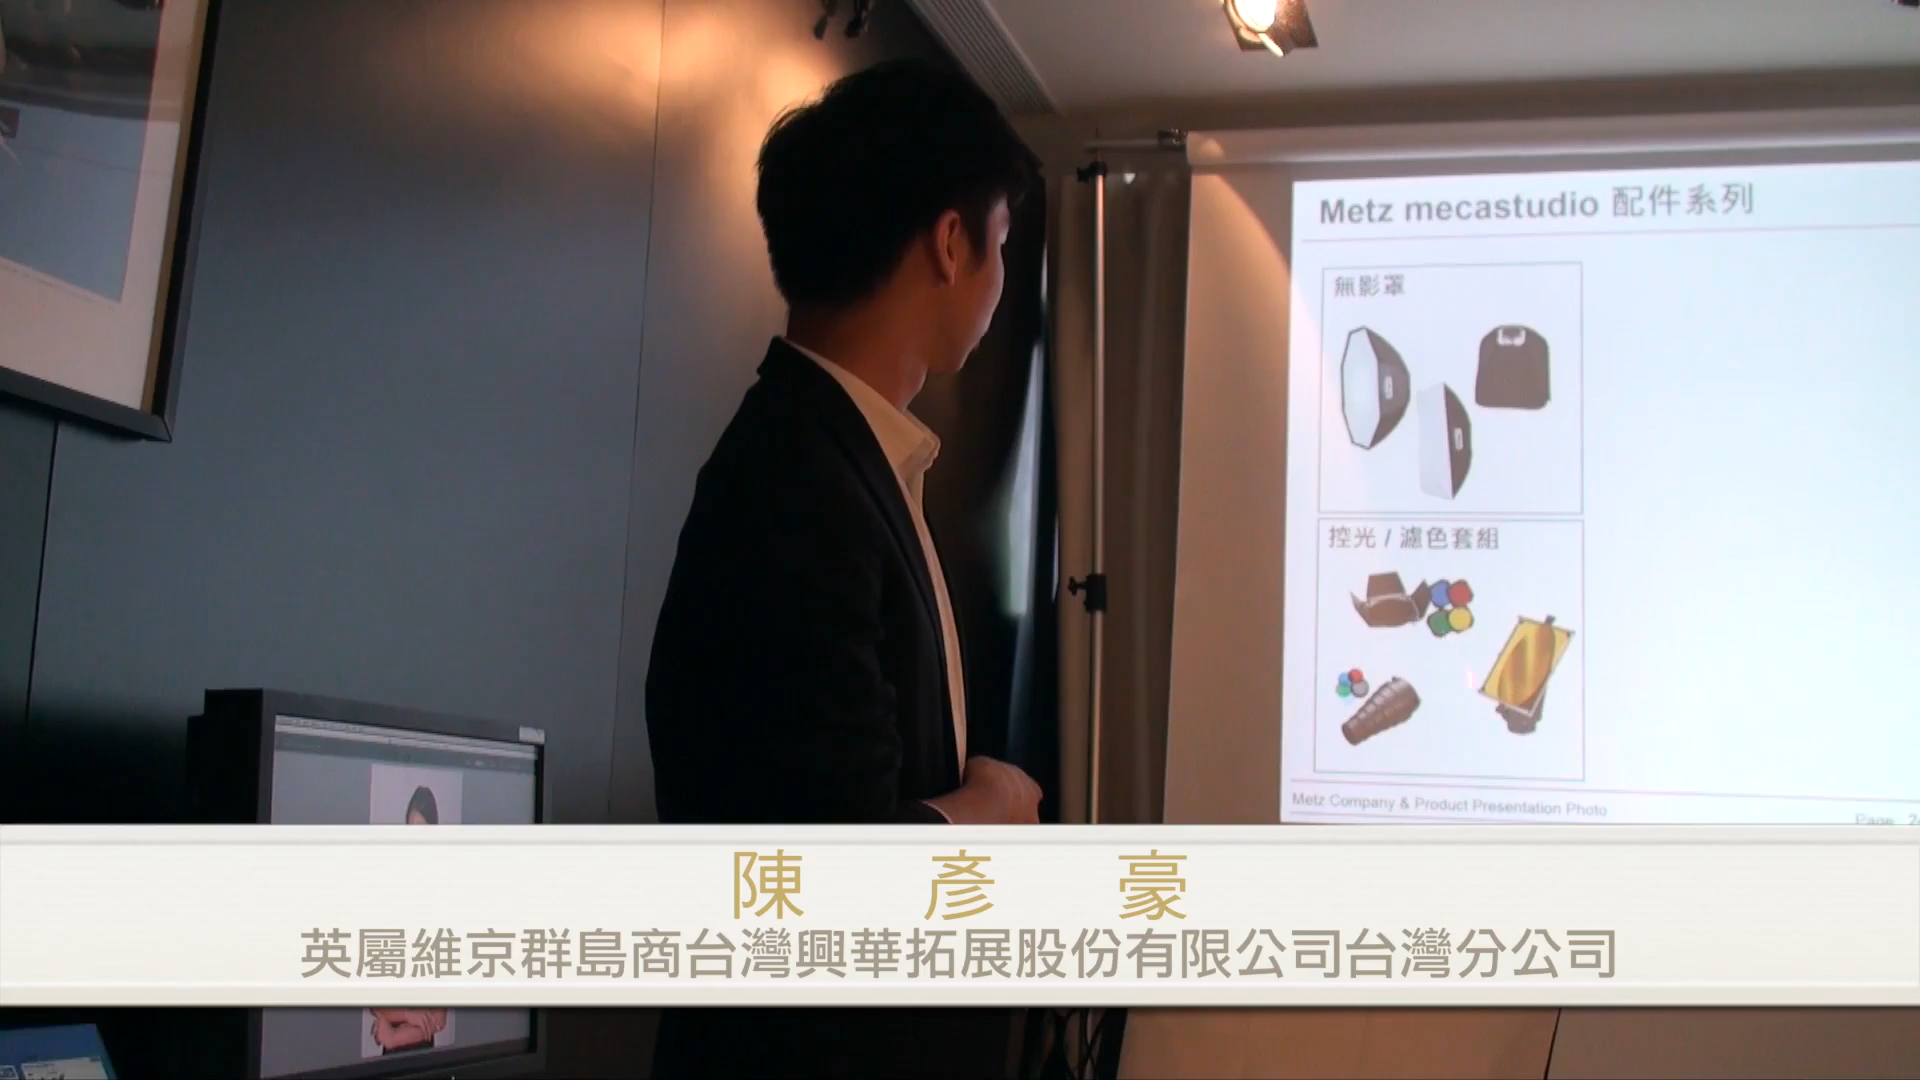 Metz mecastudio 配件系列
無影罩
控光 / 濾色套組
Metz Company & Product Presentation Photo
Page
陳彥豪
英屬維京群島商台灣興華拓展股份有限公司台灣分公司